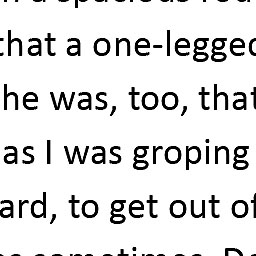 that a one-legged
he was, too, that
as I was groping
ard, to get out of